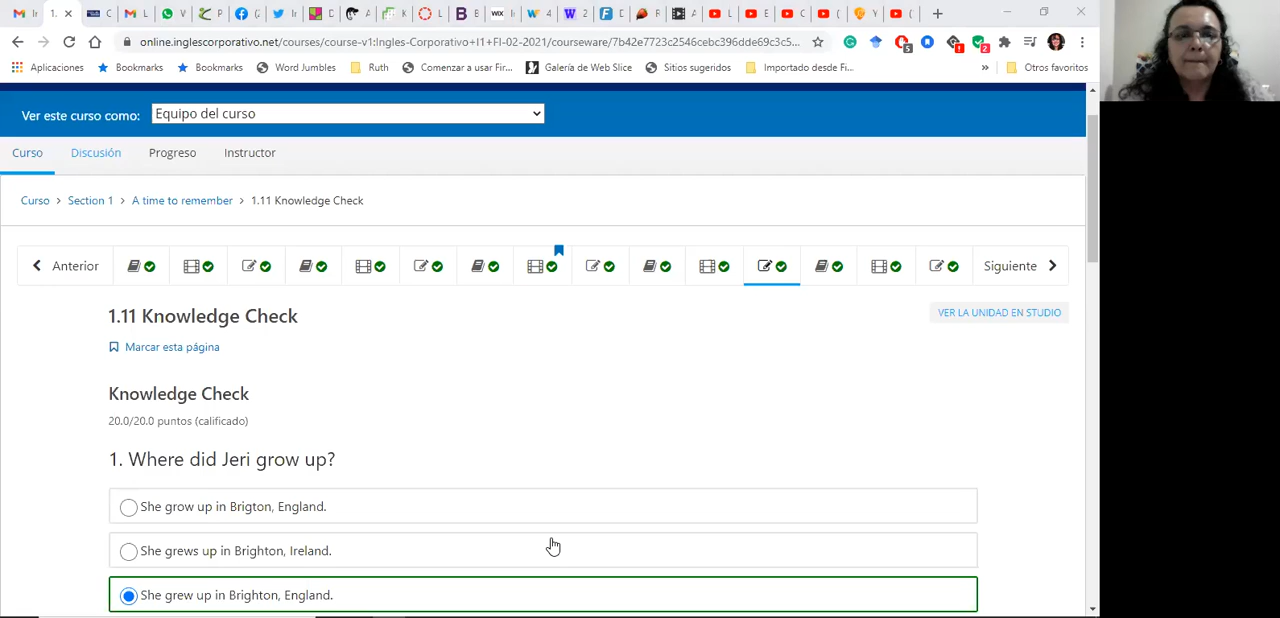 online.inglescorporativo.net/courses/course-v1:Ingles-Corporativo+I1+FI-02-2021/courseware/7b42e7723c2546cebc396dde69c3c5...
Aplicaciones Bookmarks Bookmarks Word Jumbles Ruth Comenzar a usar Fir... Galería de Web Slice Sitios sugeridos Importado desde Fi... » Otros favoritos
Ver este curso como: Equipo del curso
Curso Discusión Progreso Instructor
Curso > Section 1 > A time to remember > 1.11 Knowledge Check
Anterior Siguiente
1.11 Knowledge Check
VER LA UNIDAD EN STUDIO
Marcar esta página
Knowledge Check
20.0/20.0 puntos (calificado)
1. Where did Jeri grow up?
She grow up in Brigton, England.
She grews up in Brighton, Ireland.
She grew up in Brighton, England.